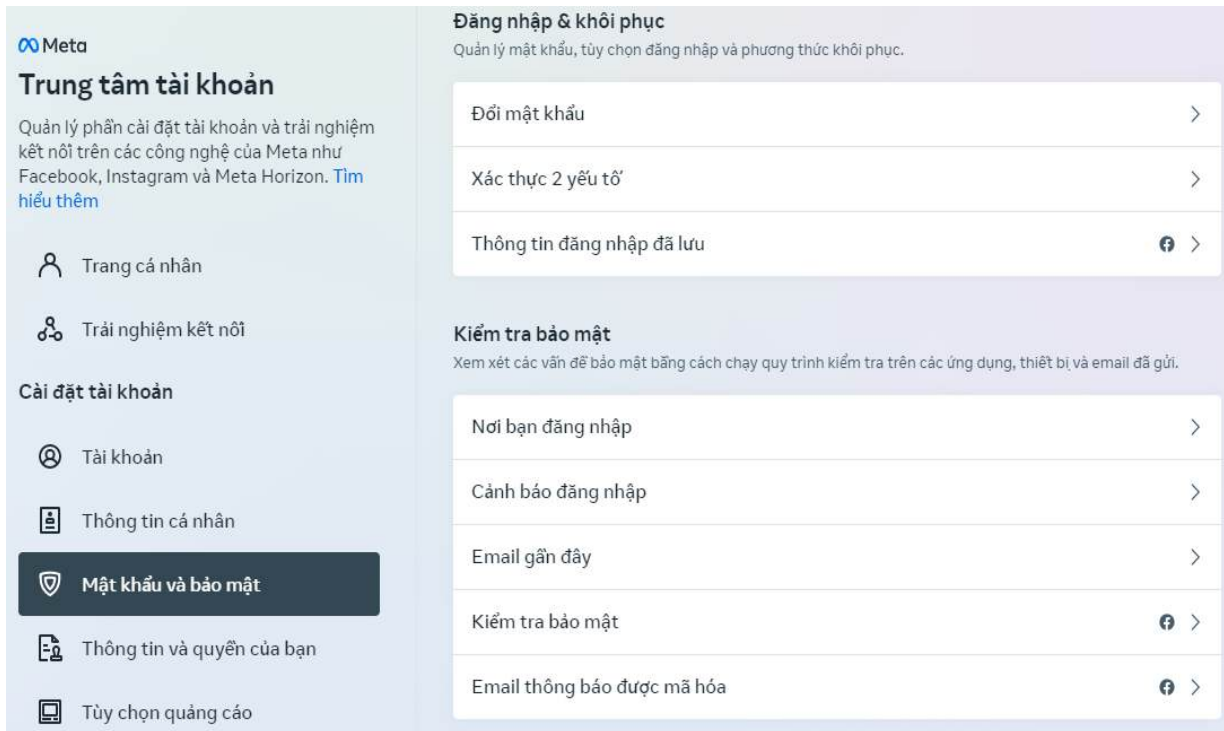 Meta
Trung tâm tài khoản
Quản lý phần cài đặt tài khoản và trải nghiệm
kết nối trên các công nghệ của Meta như
Facebook, Instagram và Meta Horizon. Tìm
hiểu thêm
Trang cá nhân
Trải nghiệm kết nối
Cài đặt tài khoản
Tài khoản
Thông tin cá nhân
Mật khẩu và bảo mật
Thông tin và quyền của bạn
Tùy chọn quảng cáo
Đăng nhập & khôi phục
Quản lý mật khẩu, tùy chọn đăng nhập và phương thức khôi phục.
Đổi mật khẩu
Xác thực 2 yếu tố
Thông tin đăng nhập đã lưu
Kiểm tra bảo mật
Xem xét các vấn đề bảo mật bằng cách chạy quy trình kiểm tra trên các ứng dụng, thiết bị và email đã gửi.
Nơi bạn đăng nhập
Cảnh báo đăng nhập
Email gần đây
Kiểm tra bảo mật
Email thông báo được mã hóa